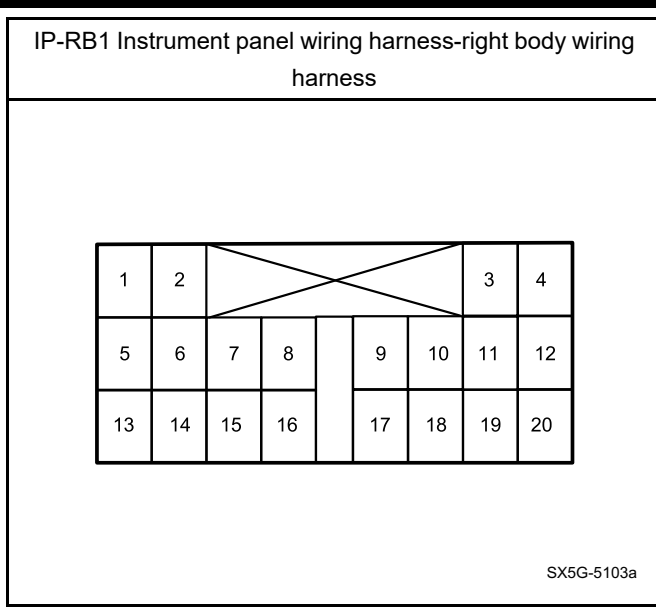 IP-RB1 Instrument panel wiring harness-right body wiring
harness
1 2 3 4
5 6 7 8 9 10 11 12
13 14 15 16 17 18 19 20
SX5G-5103a